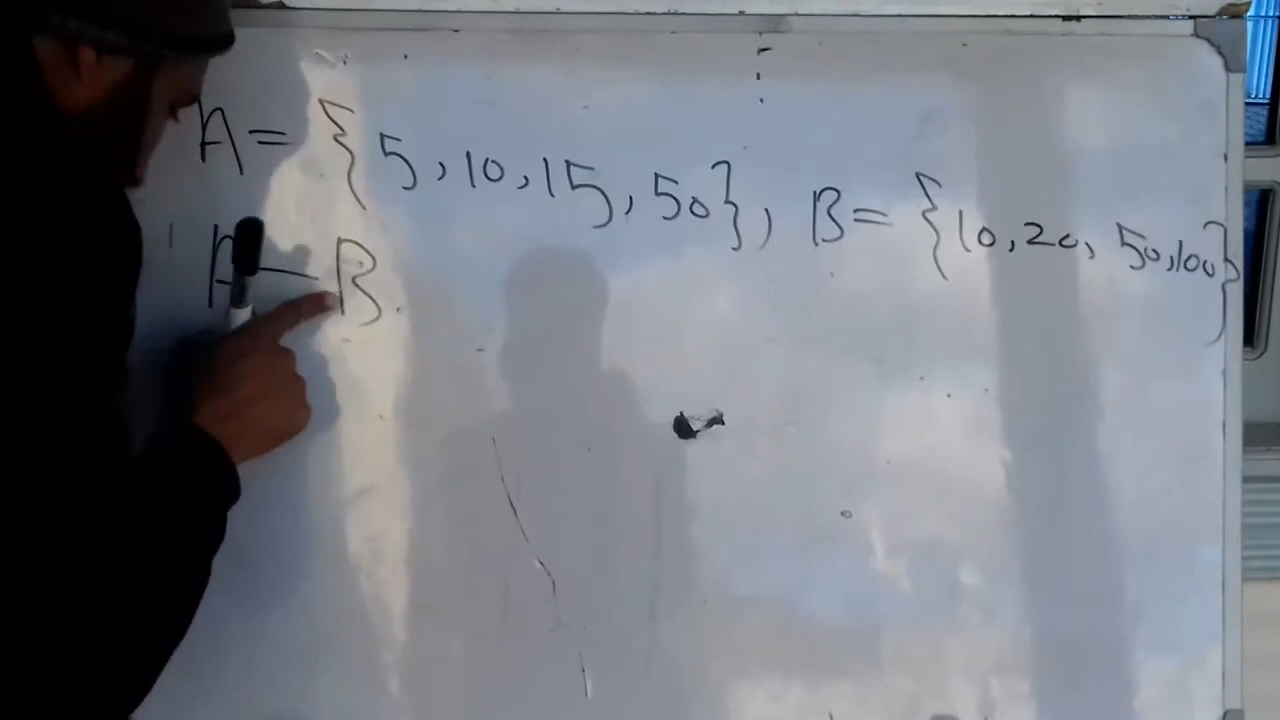 A = {5, 10, 15, 50}, B = {10, 20, 50, 100}
A - B.